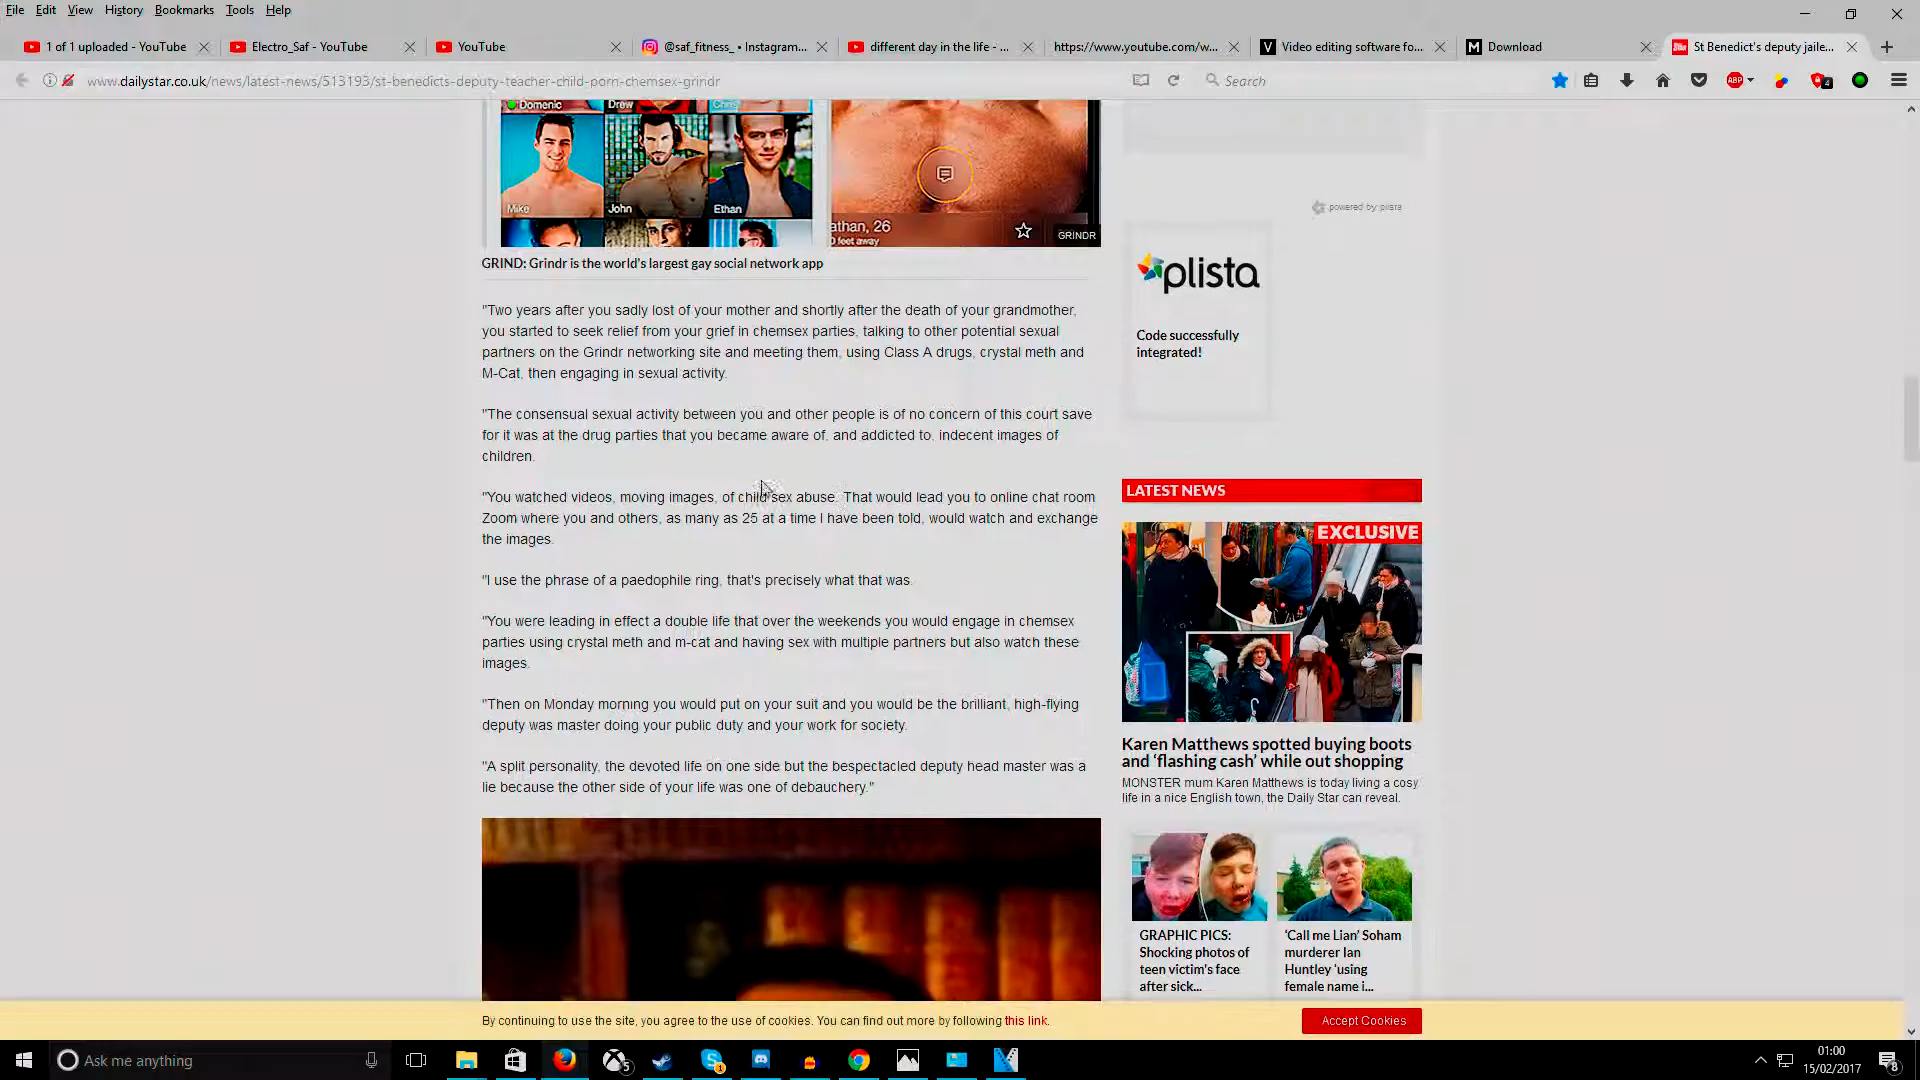 File Edit View History Bookmarks Tools Help
1 of 1 uploaded - YouTube
Electro_Saf - YouTube
YouTube
@saf_fitness_ • Instagram...
different day in the life - ...
https://www.youtube.com/w...
Video editing software fo...
Download
St Benedict's deputy jaile...
www.dailystar.co.uk/news/latest-news/513193/st-benedicts-deputy-teacher-child-porn-chemsex-grindr
Search
ABP
4
Domenic Drew Chris
Mike John Ethan
athan, 26
0 feet away
GRINDR
GRIND: Grindr is the world's largest gay social network app
"Two years after you sadly lost of your mother and shortly after the death of your grandmother,
you started to seek relief from your grief in chemsex parties, talking to other potential sexual
partners on the Grindr networking site and meeting them, using Class A drugs, crystal meth and
M-Cat, then engaging in sexual activity.
"The consensual sexual activity between you and other people is of no concern of this court save
for it was at the drug parties that you became aware of, and addicted to, indecent images of
children.
"You watched videos, moving images, of child sex abuse. That would lead you to online chat room
Zoom where you and others, as many as 25 at a time I have been told, would watch and exchange
the images.
"I use the phrase of a paedophile ring, that's precisely what that was.
"You were leading in effect a double life that over the weekends you would engage in chemsex
parties using crystal meth and m-cat and having sex with multiple partners but also watch these
images.
"Then on Monday morning you would put on your suit and you would be the brilliant, high-flying
deputy was master doing your public duty and your work for society.
"A split personality, the devoted life on one side but the bespectacled deputy head master was a
lie because the other side of your life was one of debauchery."
powered by plista
plista
Code successfully
integrated!
LATEST NEWS
EXCLUSIVE
Karen Matthews spotted buying boots
and 'flashing cash' while out shopping
MONSTER mum Karen Matthews is today living a cosy
life in a nice English town, the Daily Star can reveal.
GRAPHIC PICS:
Shocking photos of
teen victim's face
after sick...
'Call me Lian' Soham
murderer Ian
Huntley 'using
female name i...
By continuing to use the site, you agree to the use of cookies. You can find out more by following this link.
Accept Cookies
Ask me anything
5
1
01:00
15/02/2017
8